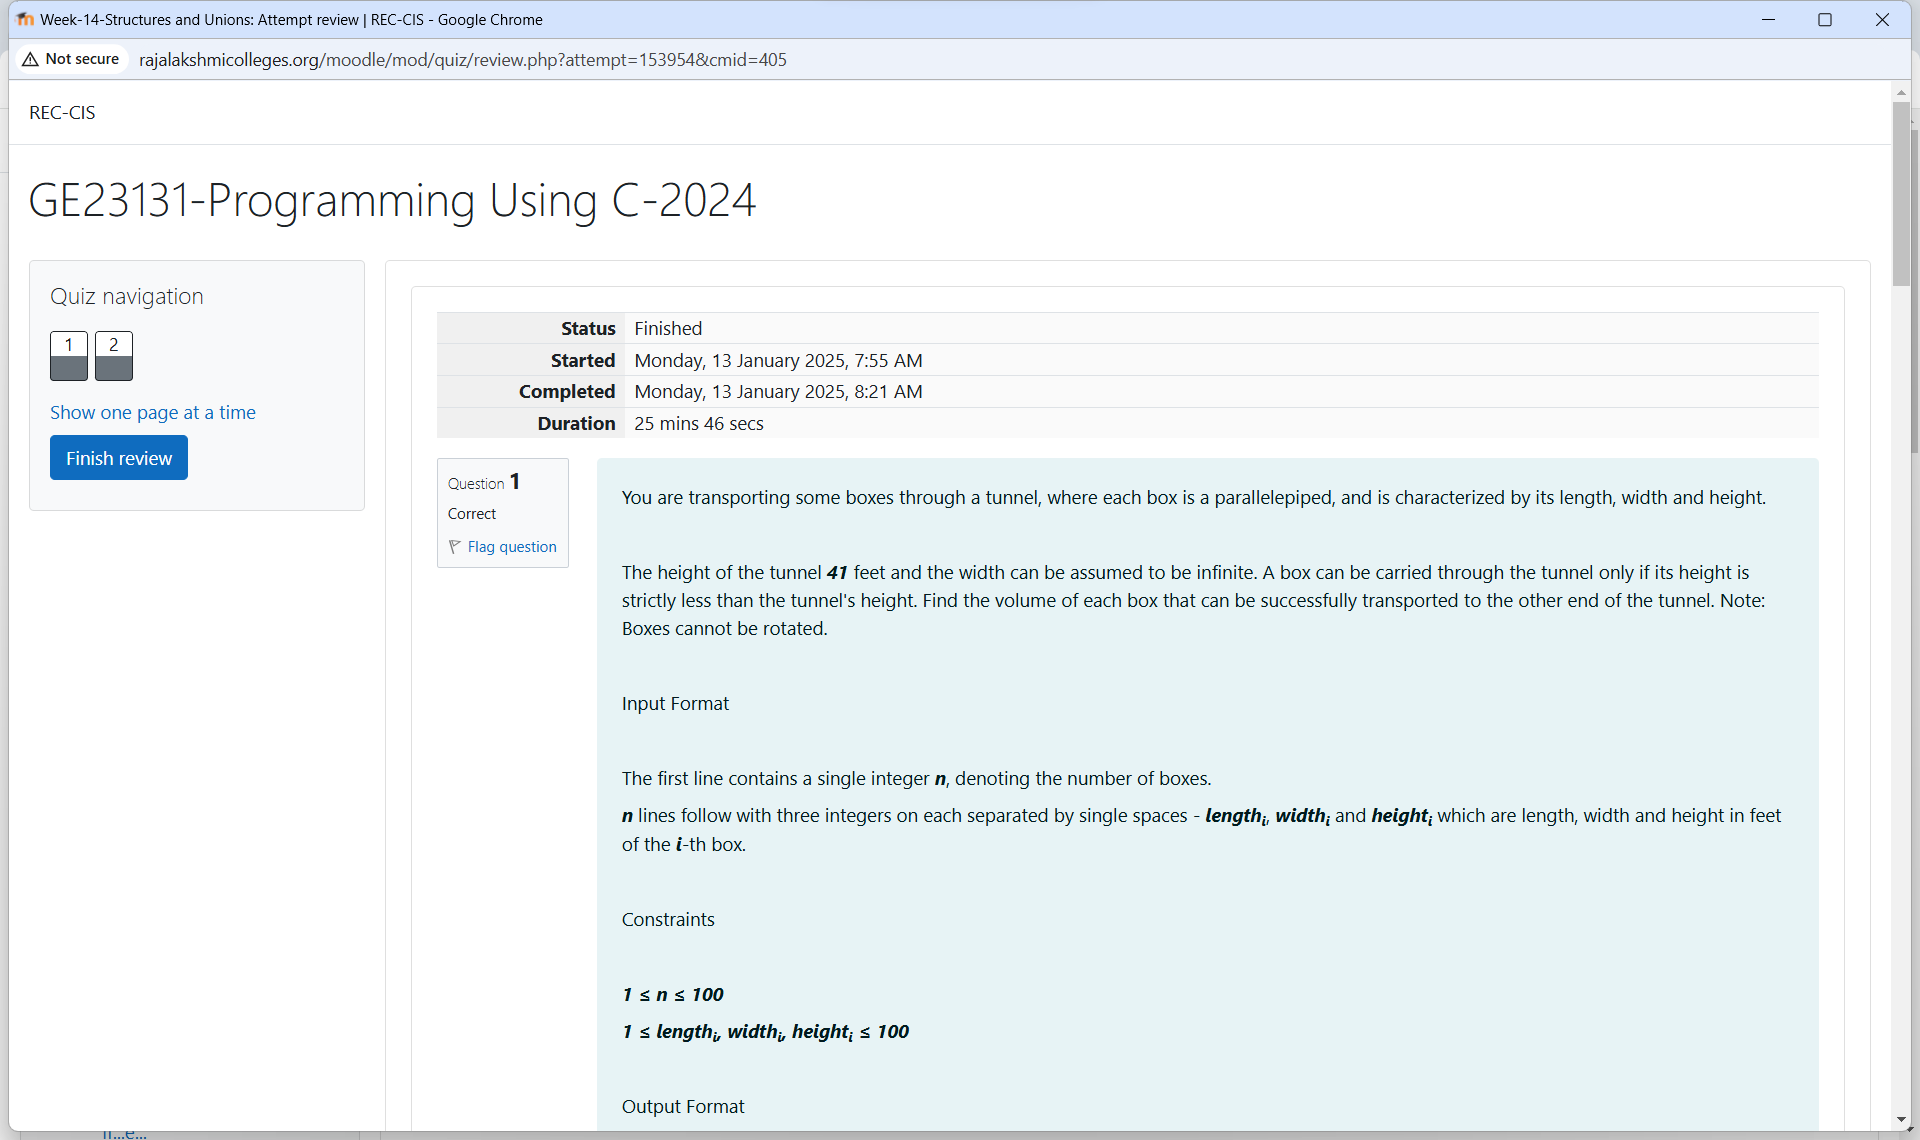 Week-14-Structures and Unions: Attempt review | REC-CIS - Google Chrome
Not secure rajalakshmicolleges.org/moodle/mod/quiz/review.php?attempt=153954&cmid=405
REC-CIS
GE23131-Programming Using C-2024
Quiz navigation
1 2
Show one page at a time
Finish review
Status Finished
Started Monday, 13 January 2025, 7:55 AM
Completed Monday, 13 January 2025, 8:21 AM
Duration 25 mins 46 secs
Question 1
Correct
Flag question
You are transporting some boxes through a tunnel, where each box is a parallelepiped, and is characterized by its length, width and height.
The height of the tunnel 41 feet and the width can be assumed to be infinite. A box can be carried through the tunnel only if its height is
strictly less than the tunnel's height. Find the volume of each box that can be successfully transported to the other end of the tunnel. Note:
Boxes cannot be rotated.
Input Format
The first line contains a single integer n, denoting the number of boxes.
n lines follow with three integers on each separated by single spaces - lengthi, widthi and heighti which are length, width and height in feet
of the i-th box.
Constraints
1 ≤ n ≤ 100
1 ≤ lengthi, widthi, heighti ≤ 100
Output Format